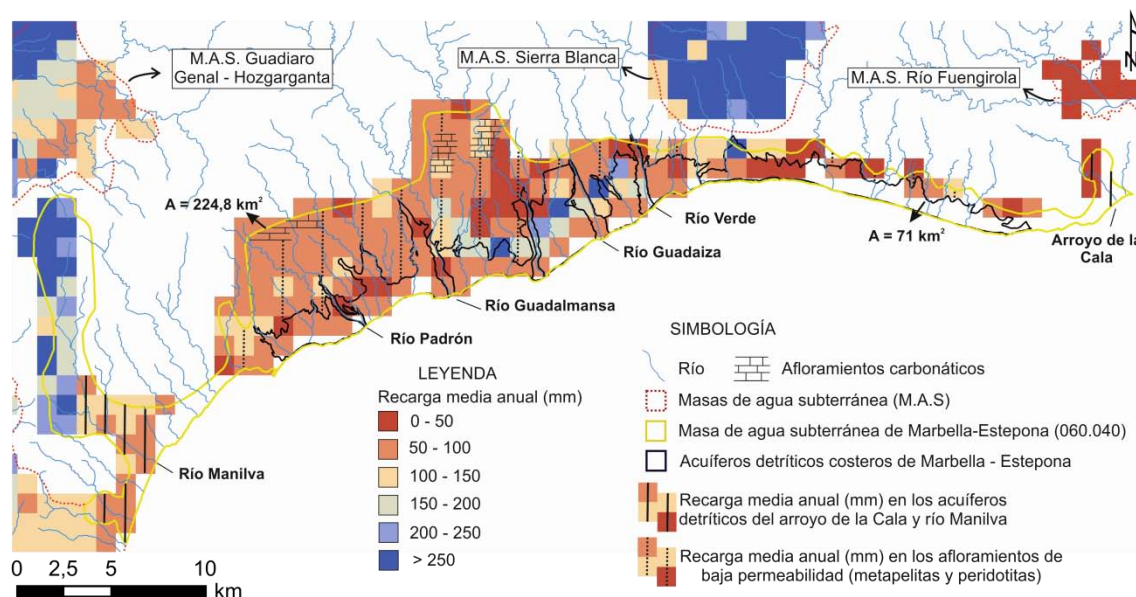 M.A.S. Guadiaro
Genal - Hozgarganta
M.A.S. Sierra Blanca
M.A.S. Río Fuengirola
N
A = 224,8 km²
Río Verde
A = 71 km²
Arroyo de la
Cala
Río Guadaiza
Río Guadalmansa
Río Padrón
Río Manilva
LEYENDA
Recarga media anual (mm)
0 - 50
50 - 100
100 - 150
150 - 200
200 - 250
> 250
SIMBOLOGÍA
Río
Afloramientos carbonáticos
Masas de agua subterránea (M.A.S)
Masa de agua subterránea de Marbella-Estepona (060.040)
Acuíferos detríticos costeros de Marbella - Estepona
Recarga media anual (mm) en los acuíferos
detríticos del arroyo de la Cala y río Manilva
Recarga media anual (mm) en los afloramientos de
baja permeabilidad (metapelitas y peridotitas)
0 2,5 5 10
km